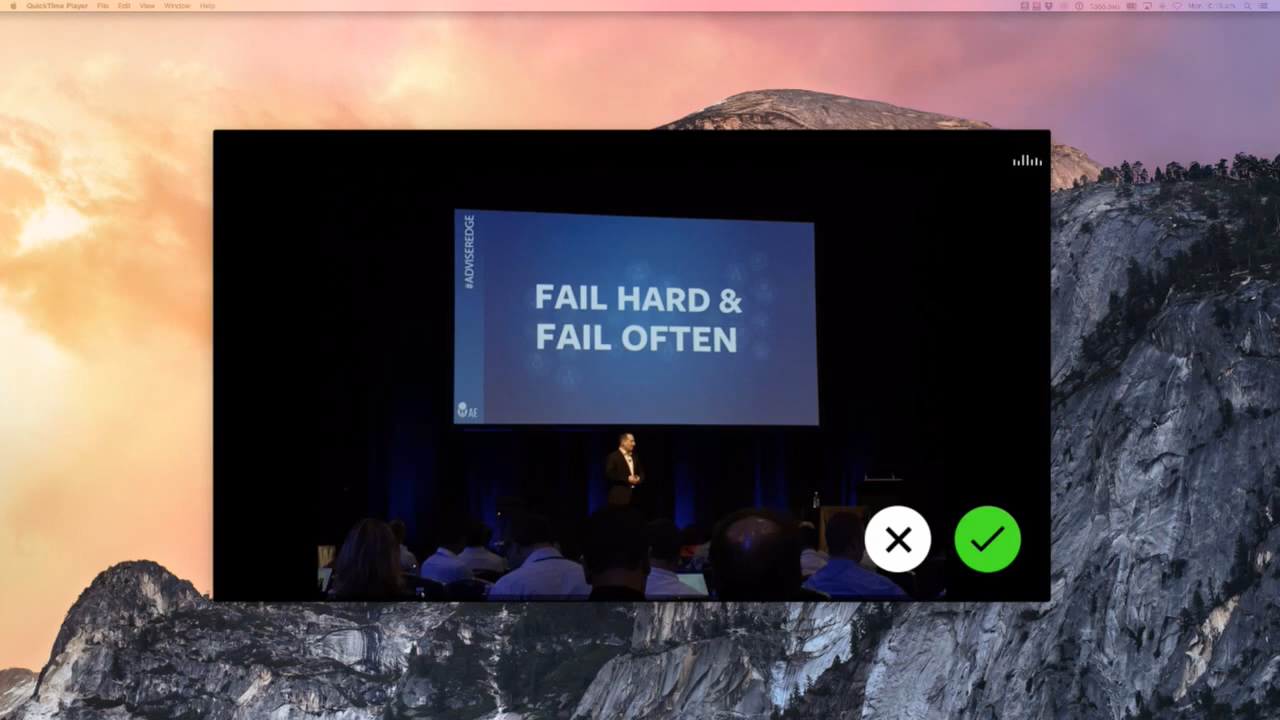 QuickTime Player File Edit View Window Help
#ADVISEREDGE
FAIL HARD &
FAIL OFTEN
AE